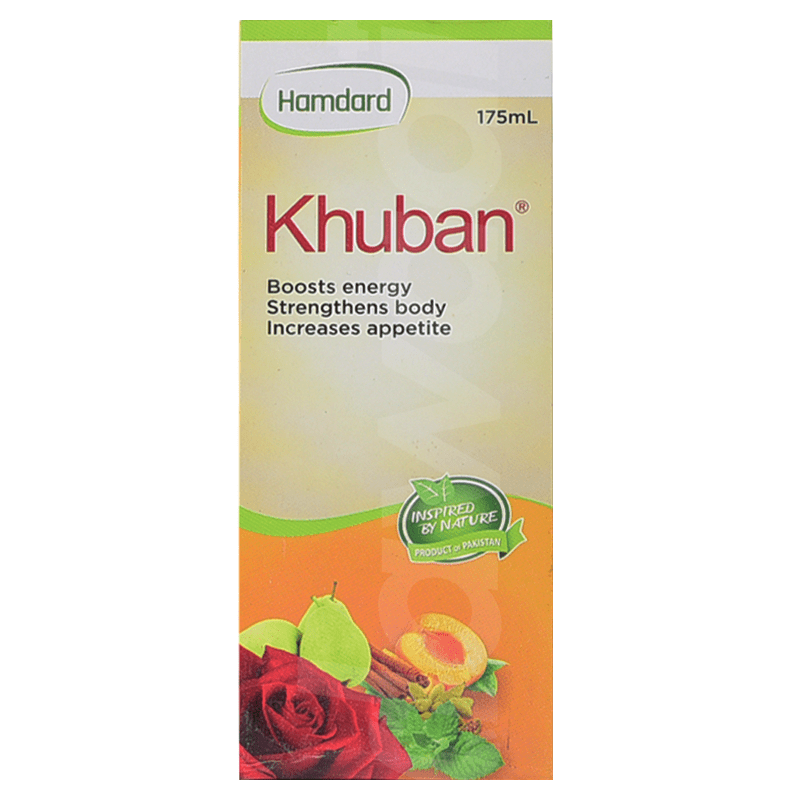 Hamdard
175mL
Khuban®
Boosts energy
Strengthens body
Increases appetite
INSPIRED
BY NATURE
PRODUCT OF PAKISTAN